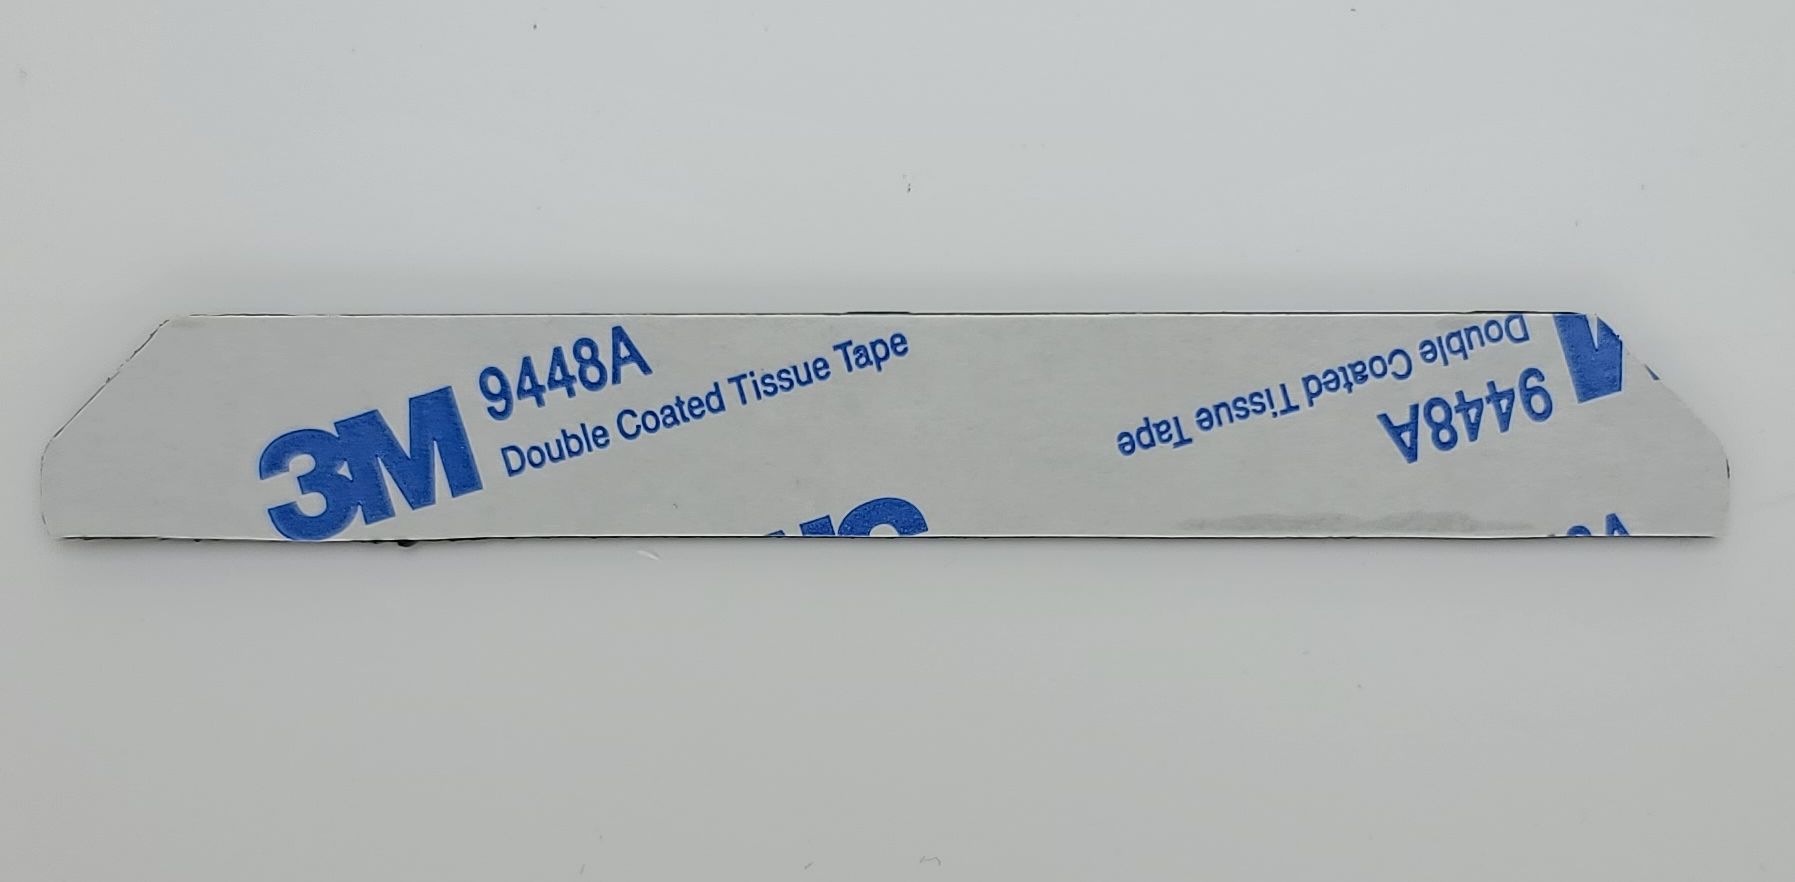 3M 9448A
Double Coated Tissue Tape
Double Coated Tissue Tape
9448A